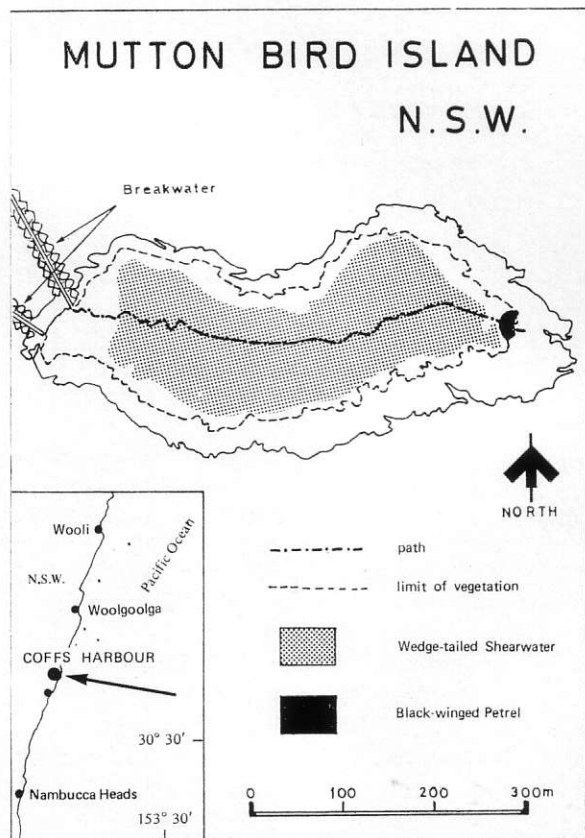 MUTTON BIRD ISLAND
N.S.W.
Breakwater
NORTH
Wooli
Pacific Ocean
N.S.W.
Woolgoolga
COFFS HARBOUR
30° 30′
Nambucca Heads
153° 30′
path
limit of vegetation
Wedge-tailed Shearwater
Black-winged Petrel
0 100 200 300m